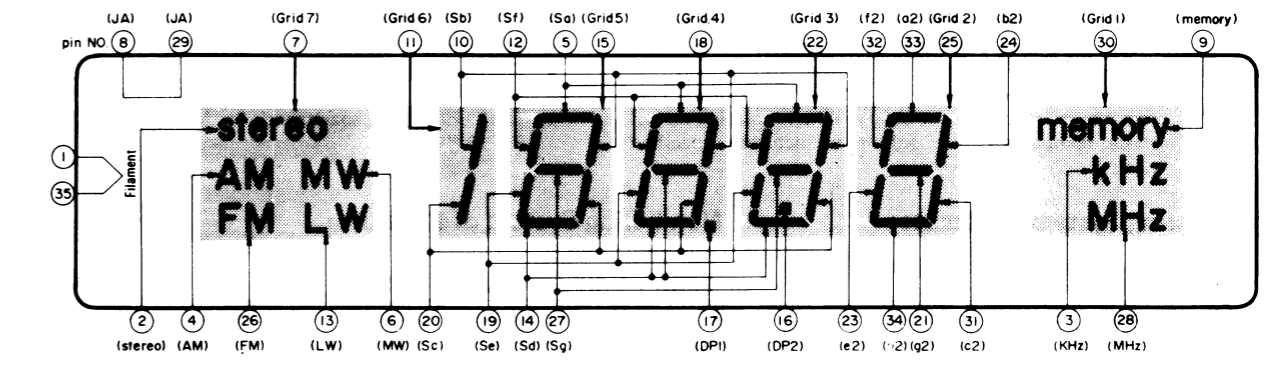 (JA) (JA) (Grid 7) (Grid 6) (Sb) (Sf) (Sa) (Grid 5) (Grid 4) (Grid 3) (f2) (a2) (Grid 2) (b2) (Grid 1) (memory)
pin NO. 8 29 7 11 10 12 5 15 18 22 32 33 25 24 30 9
stereo memory
1 AM MW kHz
35 Filament FM LW MHz
2 4 26 13 6 20 19 14 27 17 16 23 34 21 31 3 28
(stereo) (AM) (FM) (LW) (MW) (Sc) (Se) (Sd) (Sg) (DP1) (DP2) (e2) (g2) (c2) (KHz) (MHz)